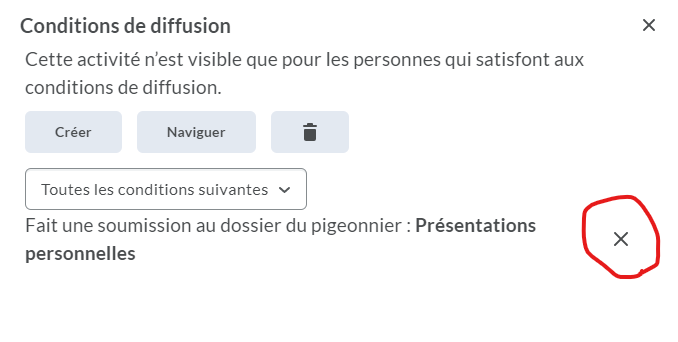 Conditions de diffusion
Cette activité n’est visible que pour les personnes qui satisfont aux
conditions de diffusion.
Créer
Naviguer
Toutes les conditions suivantes
Fait une soumission au dossier du pigeonnier : Présentations
personnelles